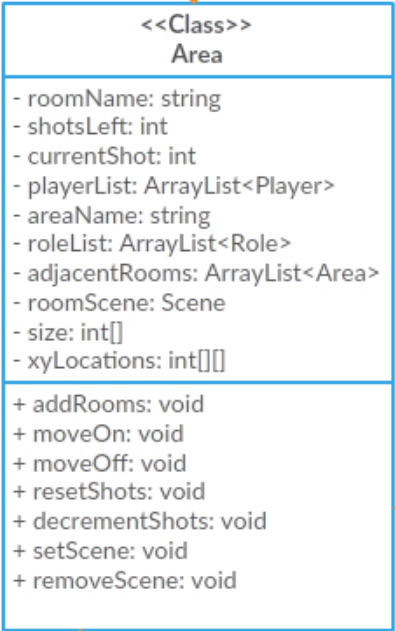 <<Class>>
Area
- roomName: string
- shotsLeft: int
- currentShot: int
- playerList: ArrayList<Player>
- areaName: string
- roleList: ArrayList<Role>
- adjacentRooms: ArrayList<Area>
- roomScene: Scene
- size: int[]
- xyLocations: int[][]
+ addRooms: void
+ moveOn: void
+ moveOff: void
+ resetShots: void
+ decrementShots: void
+ setScene: void
+ removeScene: void